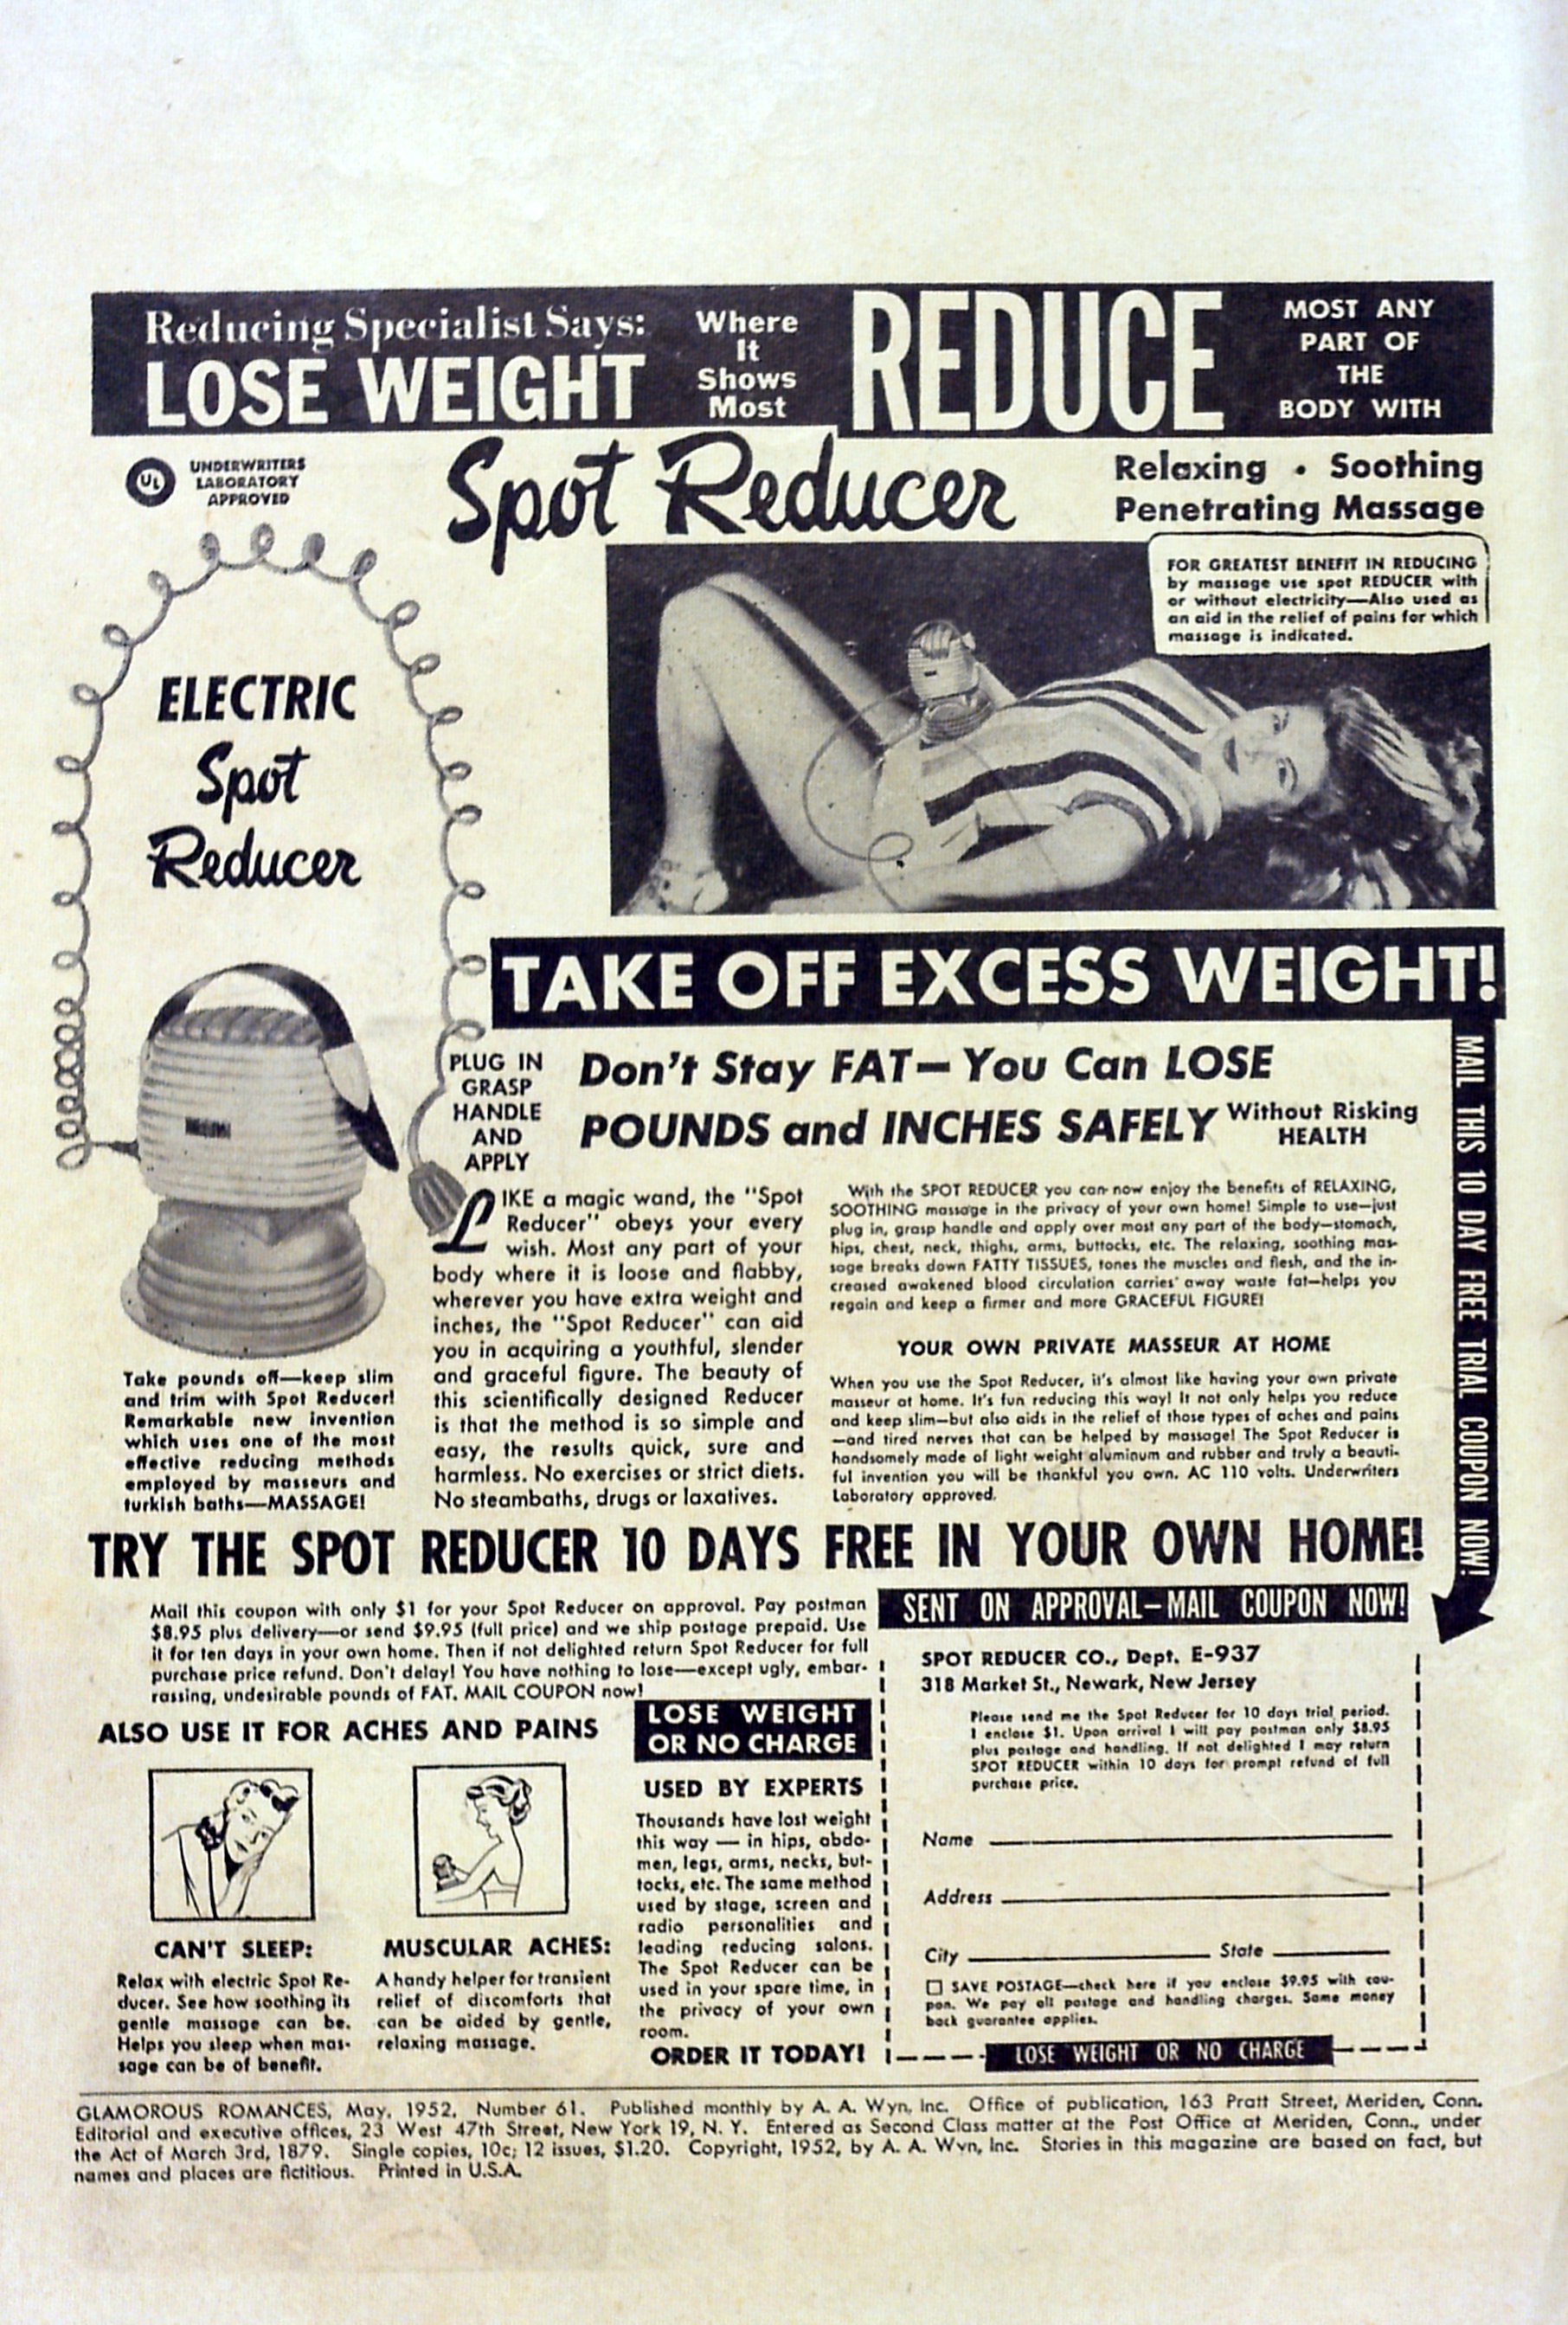 Reducing Specialist Says:
LOSE WEIGHT
Where
It
Shows
Most
REDUCE
MOST ANY
PART OF
THE
BODY WITH
UL
UNDERWRITERS
LABORATORY
APPROVED
Spot Reducer
Relaxing • Soothing
Penetrating Massage
FOR GREATEST BENEFIT IN REDUCING
by massage use spot REDUCER with
or without electricity—Also used as
an aid in the relief of pains for which
massage is indicated.
ELECTRIC
Spot
Reducer
TAKE OFF EXCESS WEIGHT!
MAIL THIS 10 DAY FREE TRIAL COUPON NOW!
PLUG IN
GRASP
HANDLE
AND
APPLY
Don't Stay FAT—You Can LOSE
POUNDS and INCHES SAFELY Without Risking
HEALTH
Take pounds off—keep slim
and trim with Spot Reducer!
Remarkable new invention
which uses one of the most
effective reducing methods
employed by masseurs and
turkish baths—MASSAGE!
LIKE a magic wand, the "Spot
Reducer" obeys your every
wish. Most any part of your
body where it is loose and flabby,
wherever you have extra weight and
inches, the "Spot Reducer" can aid
you in acquiring a youthful, slender
and graceful figure. The beauty of
this scientifically designed Reducer
is that the method is so simple and
easy, the results quick, sure and
harmless. No exercises or strict diets.
No steambaths, drugs or laxatives.
With the SPOT REDUCER you can now enjoy the benefits of RELAXING,
SOOTHING massage in the privacy of your own home! Simple to use—just
plug in, grasp handle and apply over most any part of the body—stomach,
hips, chest, neck, thighs, arms, buttocks, etc. The relaxing, soothing mas-
sage breaks down FATTY TISSUES, tones the muscles and flesh, and the in-
creased awakened blood circulation carries away waste fat—helps you
regain and keep a firmer and more GRACEFUL FIGURE!
YOUR OWN PRIVATE MASSEUR AT HOME
When you use the Spot Reducer, it's almost like having your own private
masseur at home. It's fun reducing this way! It not only helps you reduce
and keep slim—but also aids in the relief of those types of aches and pains
—and tired nerves that can be helped by massage! The Spot Reducer is
handsomely made of light weight aluminum and rubber and truly a beauti-
ful invention you will be thankful you own. AC 110 volts. Underwriters
Laboratory approved.
TRY THE SPOT REDUCER 10 DAYS FREE IN YOUR OWN HOME!
Mail this coupon with only $1 for your Spot Reducer on approval. Pay postman
$8.95 plus delivery—or send $9.95 (full price) and we ship postage prepaid. Use
it for ten days in your own home. Then if not delighted return Spot Reducer for full
purchase price refund. Don't delay! You have nothing to lose—except ugly, embar-
rassing, undesirable pounds of FAT. MAIL COUPON now!
ALSO USE IT FOR ACHES AND PAINS
CAN'T SLEEP:
Relax with electric Spot Re-
ducer. See how soothing its
gentle massage can be.
Helps you sleep when mas-
sage can be of benefit.
MUSCULAR ACHES:
A handy helper for transient
relief of discomforts that
can be aided by gentle,
relaxing massage.
LOSE WEIGHT
OR NO CHARGE
USED BY EXPERTS
Thousands have lost weight
this way — in hips, abdo-
men, legs, arms, necks, but-
tocks, etc. The same method
used by stage, screen and
radio personalities and
leading reducing salons.
The Spot Reducer can be
used in your spare time, in
the privacy of your own
room.
ORDER IT TODAY!
SENT ON APPROVAL—MAIL COUPON NOW!
SPOT REDUCER CO., Dept. E-937
318 Market St., Newark, New Jersey
Please send me the Spot Reducer for 10 days trial period.
I enclose $1. Upon arrival I will pay postman only $8.95
plus postage and handling. If not delighted I may return
SPOT REDUCER within 10 days for prompt refund of full
purchase price.
Name
Address
City State
SAVE POSTAGE—check here if you enclose $9.95 with cou-
pon. We pay all postage and handling charges. Same money
back guarantee applies.
LOSE WEIGHT OR NO CHARGE
GLAMOROUS ROMANCES, May, 1952, Number 61. Published monthly by A. A. Wyn, Inc. Office of publication, 163 Pratt Street, Meriden, Conn.
Editorial and executive offices, 23 West 47th Street, New York 19, N. Y. Entered as Second Class matter at the Post Office at Meriden, Conn., under
the Act of March 3rd, 1879. Single copies, 10c; 12 issues, $1.20. Copyright, 1952, by A. A. Wyn, Inc. Stories in this magazine are based on fact, but
names and places are fictitious. Printed in U.S.A.